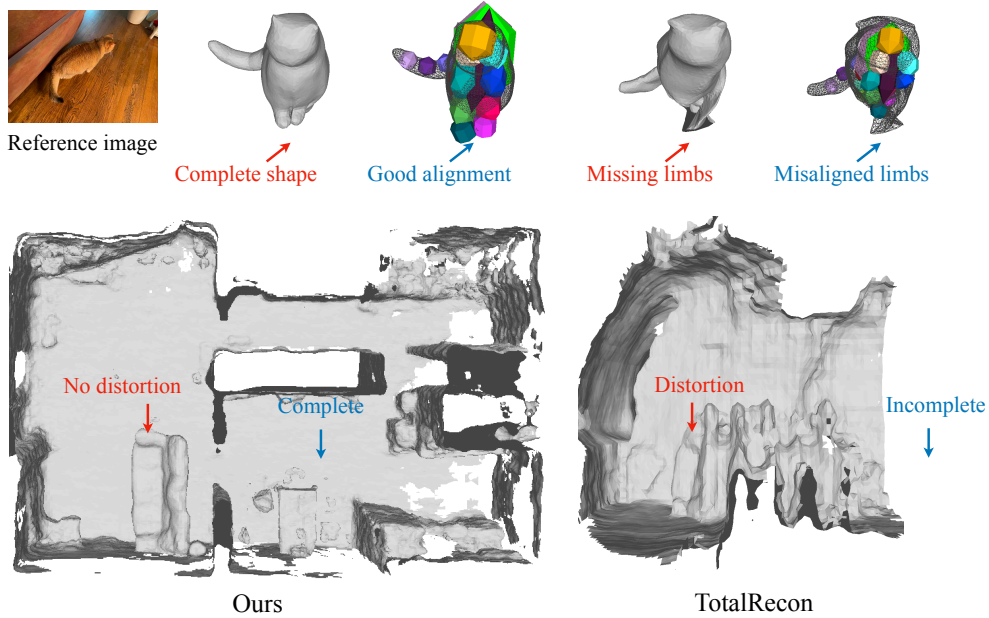 Reference image
Complete shape
Good alignment
Missing limbs
Misaligned limbs
No distortion
Complete
Distortion
Incomplete
Ours
TotalRecon